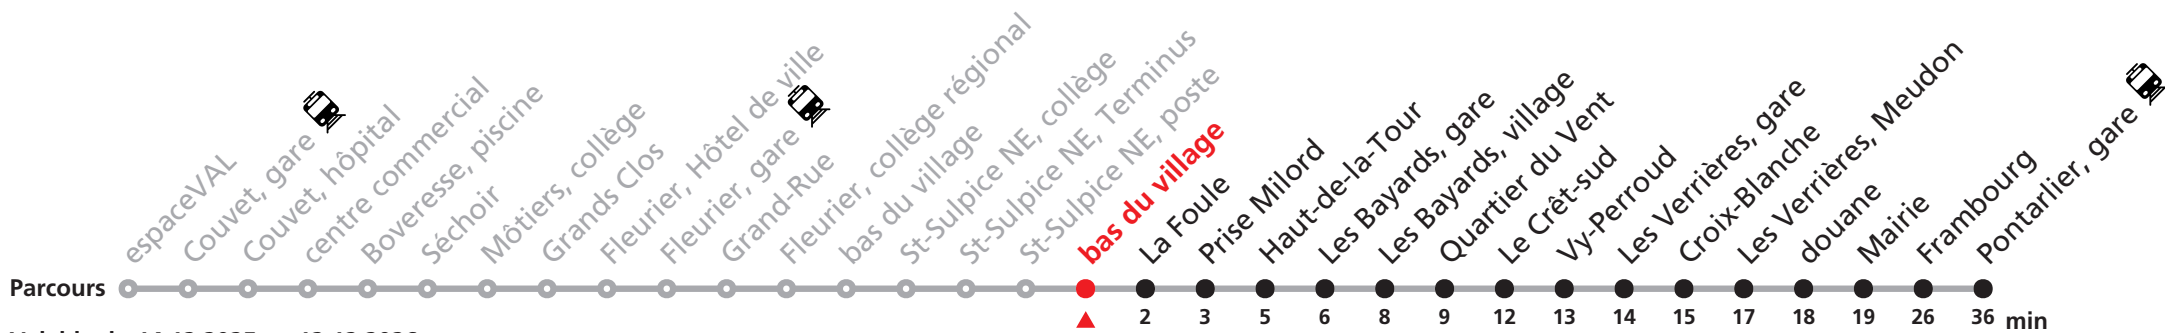 espaceVAL
Couvet, gare
Couvet, hôpital
centre commercial
Boveresse, piscine
Séchoir
Môtiers, collège
Grands Clos
Fleurier, Hôtel de ville
Fleurier, gare
Grand-Rue
Fleurier, collège régional
bas du village
St-Sulpice NE, collège
St-Sulpice NE, Terminus
St-Sulpice NE, poste
bas du village
La Foule
Prise Milord
Haut-de-la-Tour
Les Bayards, gare
Les Bayards, village
Quartier du Vent
Le Crêt-sud
Vy-Perroud
Les Verrières, gare
Croix-Blanche
Les Verrières, Meudon
douane
Mairie
Frambourg
Pontarlier, gare
Parcours
2 3 5 6 8 9 12 13 14 15 17 18 19 26 36 min